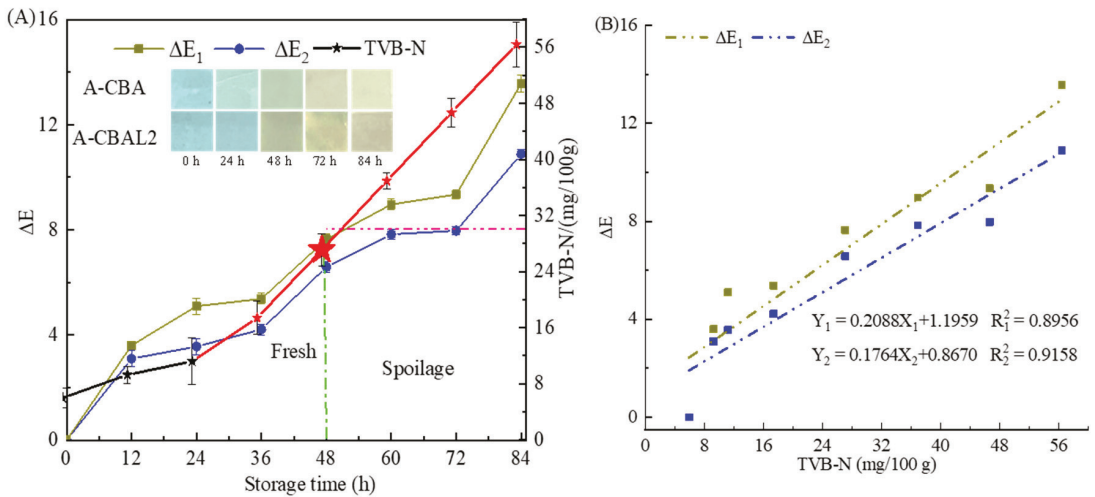 (A)
16
12
8
4
0
ΔE
ΔE1 ΔE2 TVB-N
A-CBA
A-CBAL2
0 h 24 h 48 h 72 h 84 h
Fresh
Spoilage
56
48
40
32
24
16
8
0
TVB-N/(mg/100g)
0 12 24 36 48 60 72 84
Storage time (h)
(B)
ΔE1 ΔE2
16
12
8
4
0
ΔE
Y1 = 0.2088X1+1.1959 R1² = 0.8956
Y2 = 0.1764X2+0.8670 R2² = 0.9158
0 8 16 24 32 40 48 56
TVB-N (mg/100 g)